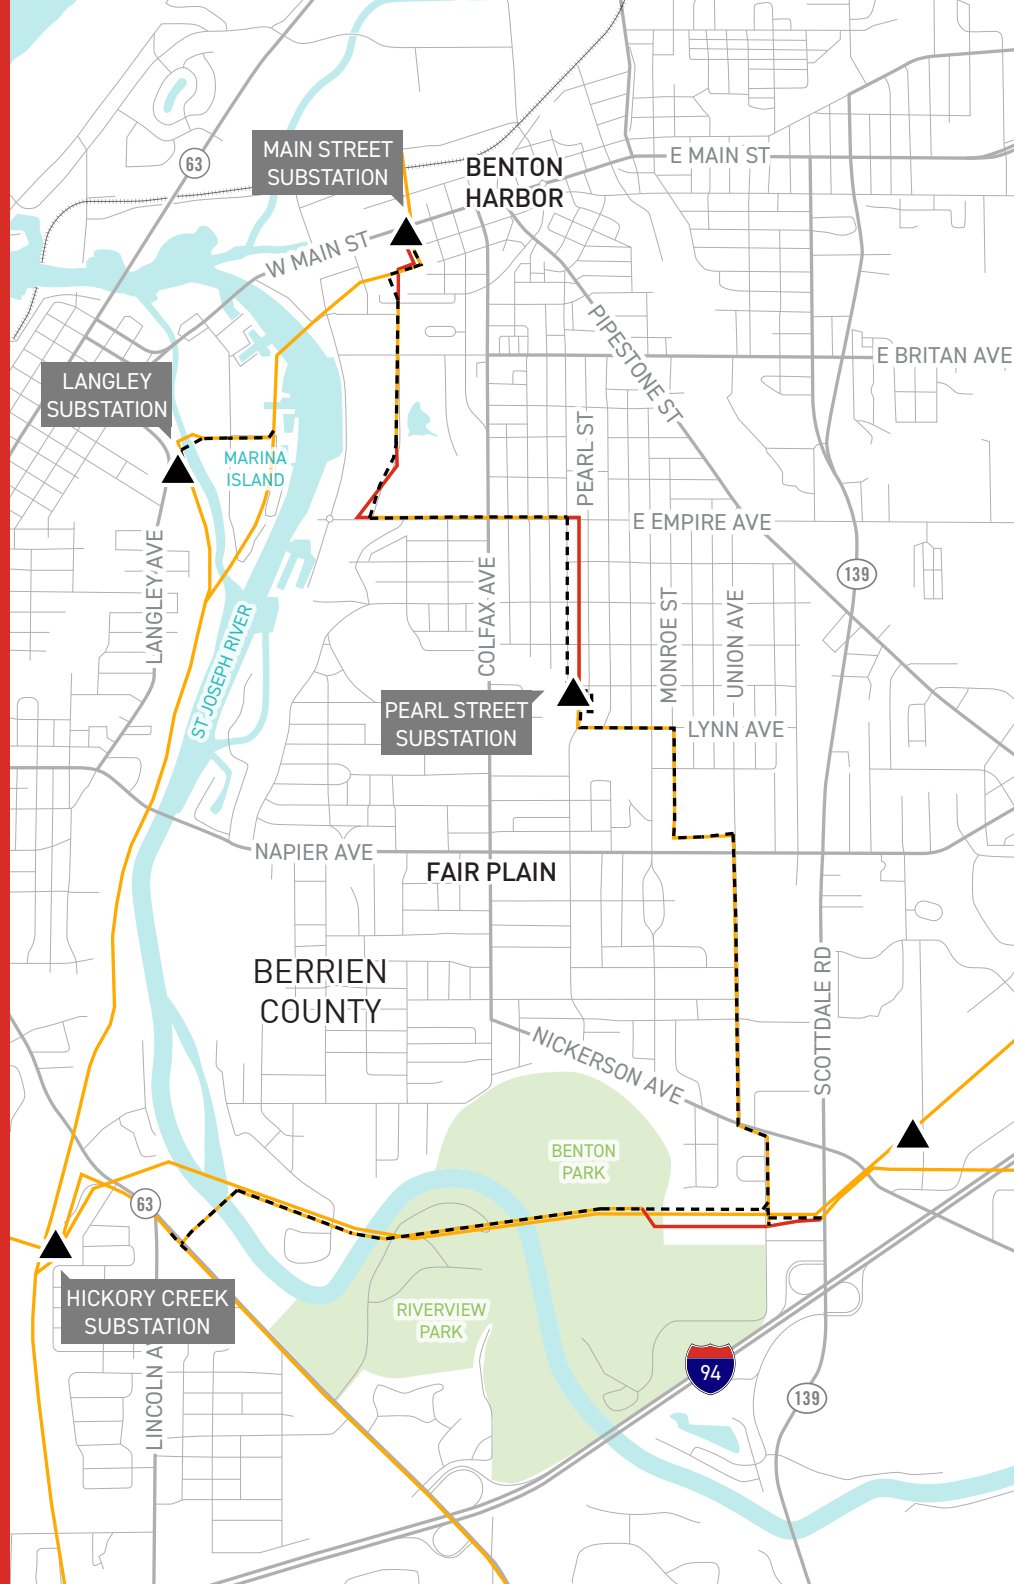 63
MAIN STREET
SUBSTATION
BENTON
HARBOR
E MAIN ST
W MAIN ST
PIPESTONE ST
E BRITAN AVE
LANGLEY
SUBSTATION
MARINA
ISLAND
PEARL ST
E EMPIRE AVE
LANGLEY AVE
COLFAX AVE
139
MONROE ST
UNION AVE
ST JOSEPH RIVER
PEARL STREET
SUBSTATION
LYNN AVE
NAPIER AVE
FAIR PLAIN
BERRIEN
COUNTY
SCOTTDALE RD
NICKERSON AVE
BENTON
PARK
63
HICKORY CREEK
SUBSTATION
RIVERVIEW
PARK
LINCOLN A
94
139